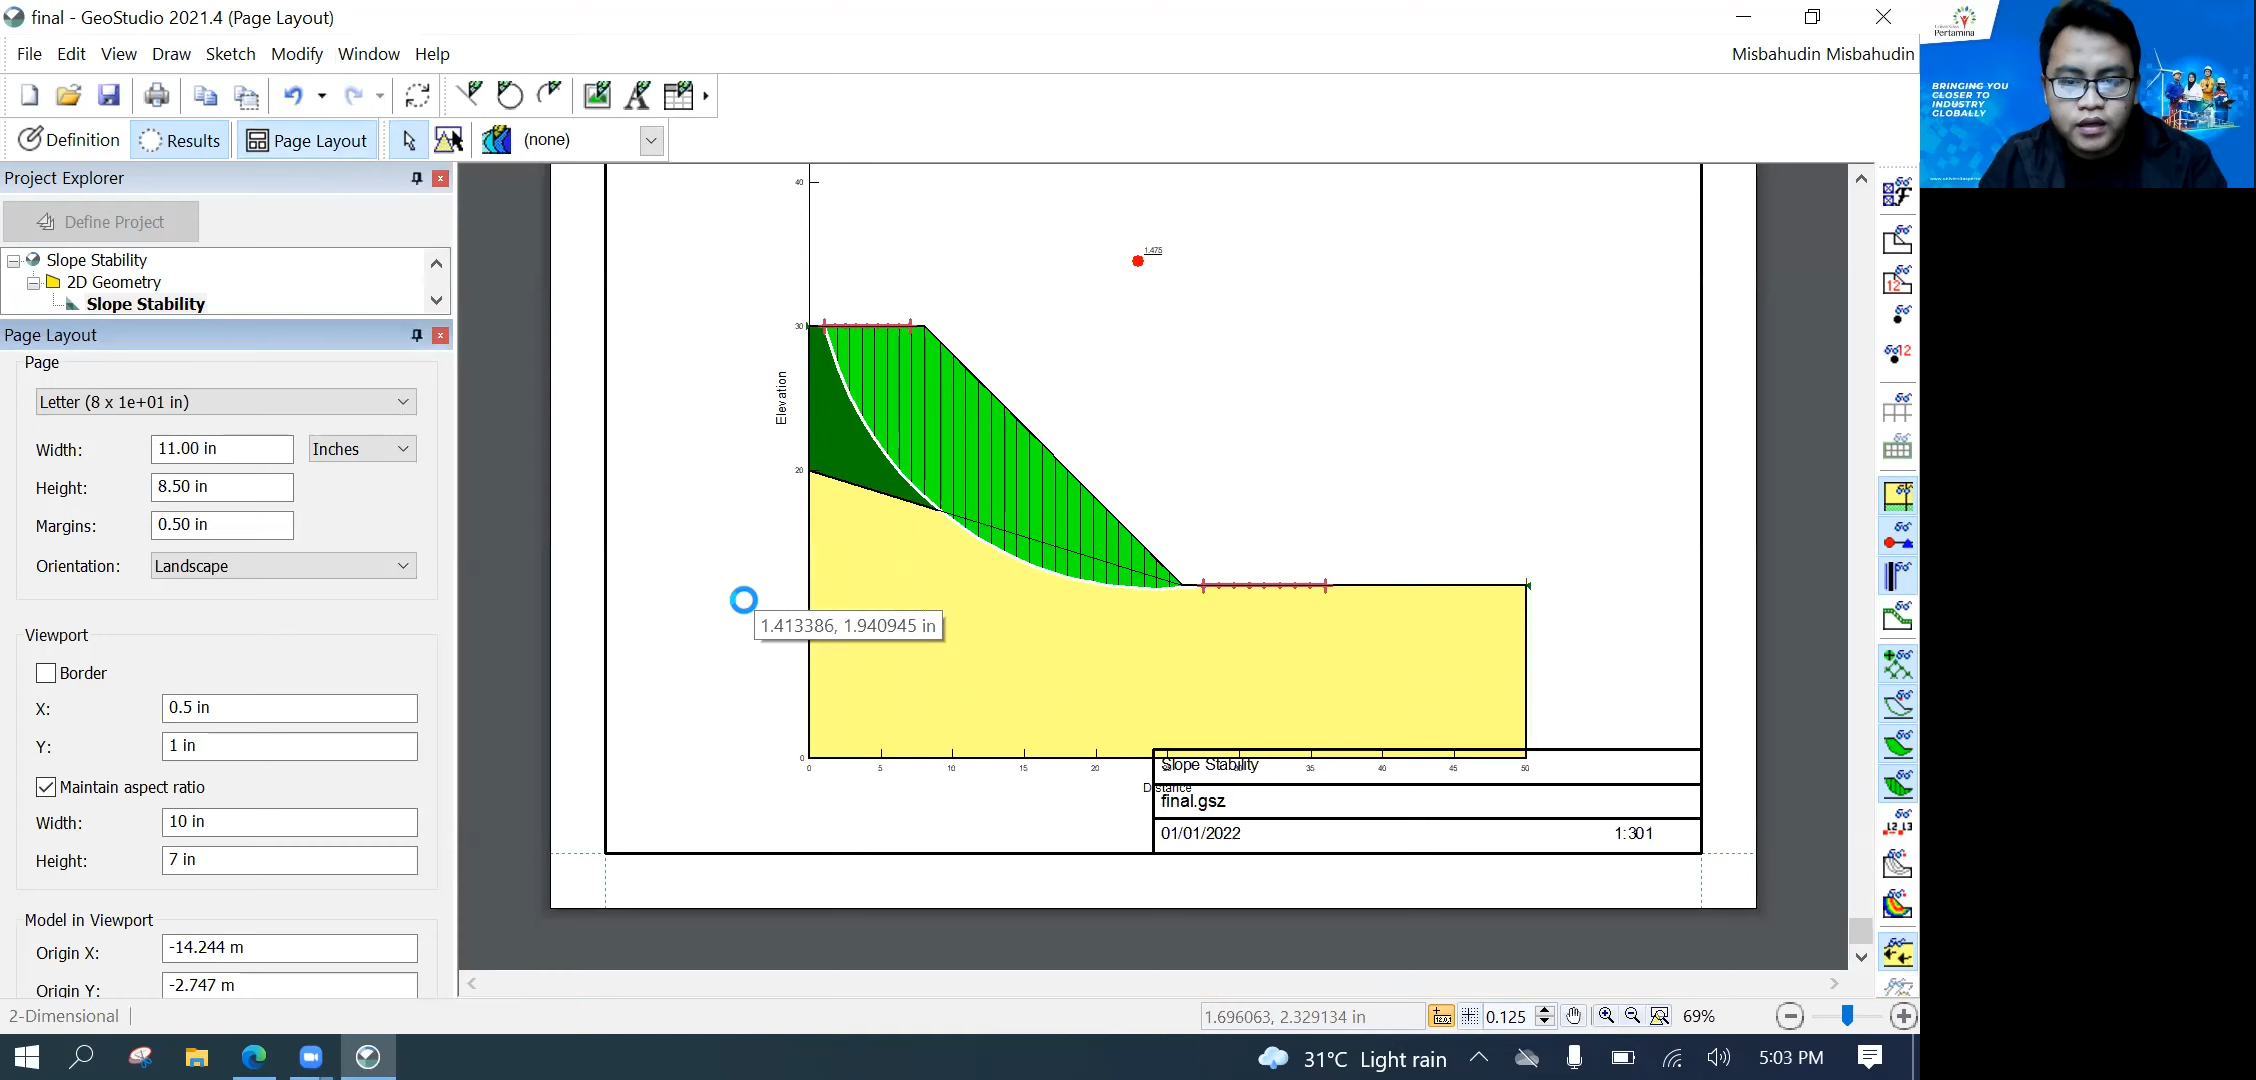 final - GeoStudio 2021.4 (Page Layout)
File Edit View Draw Sketch Modify Window Help
Misbahudin Misbahudin
Definition Results Page Layout (none)
Project Explorer
Define Project
Slope Stability
2D Geometry
Slope Stability
Page Layout
Page
Letter (8 x 1e+01 in)
Width: 11.00 in Inches
Height: 8.50 in
Margins: 0.50 in
Orientation: Landscape
Viewport
Border
X: 0.5 in
Y: 1 in
Maintain aspect ratio
Width: 10 in
Height: 7 in
Model in Viewport
Origin X: -14.244 m
Origin Y: -2.747 m
40
1.475
30
Elevation
20
1.413386, 1.940945 in
0
0 5 10 15 20 35 40 45 50
Slope Stability
Distance
final.gsz
01/01/2022 1:301
12
12
12 13
2-Dimensional
1.696063, 2.329134 in
0.125
69%
31°C Light rain
5:03 PM
Universitas
Pertamina
BRINGING YOU
CLOSER TO
INDUSTRY
GLOBALLY